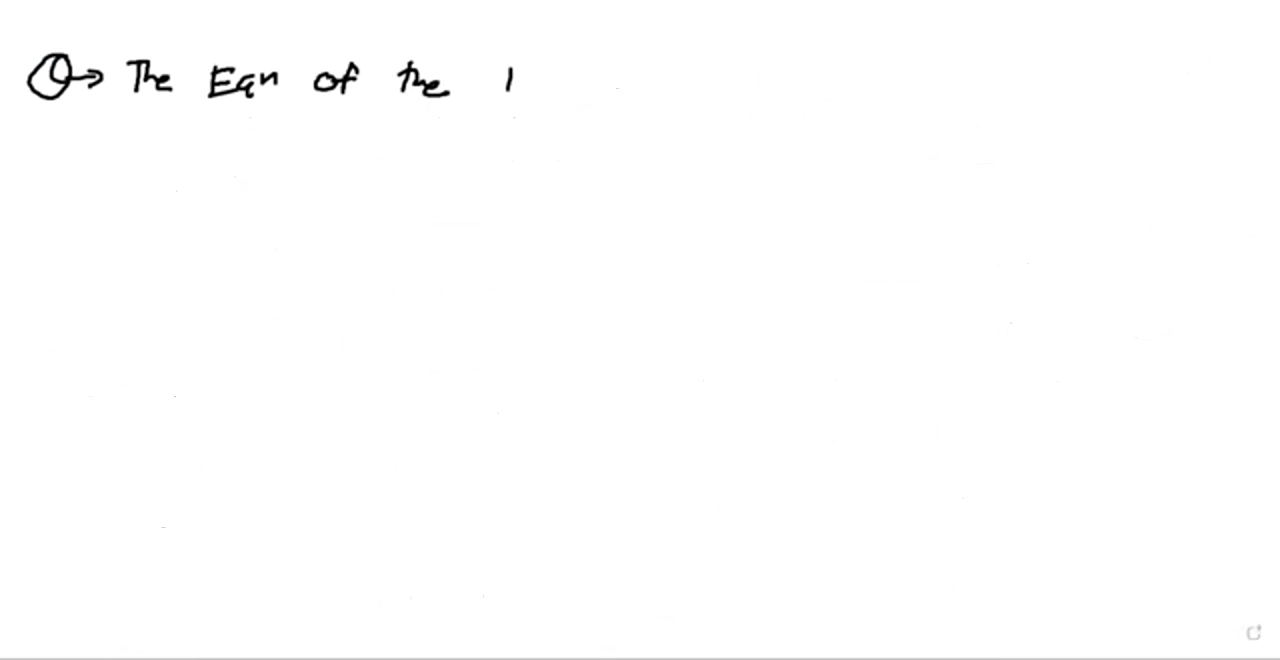 Q→ The Eqn of the